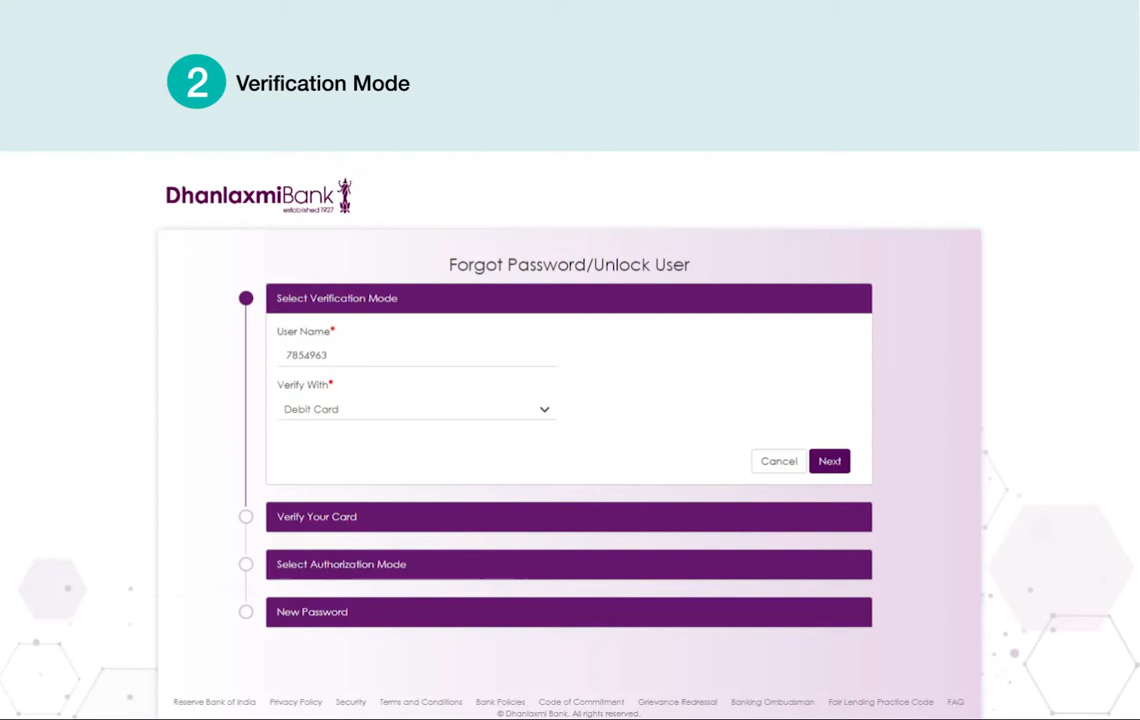 2 Verification Mode
DhanlaxmiBank
established 1927
Forgot Password/Unlock User
Select Verification Mode
User Name*
7854963
Verify With*
Debit Card
Cancel Next
Verify Your Card
Select Authorization Mode
New Password
Reserve Bank of India Privacy Policy Security Terms and Conditions Bank Policies Code of Commitment Grievance Redressal Banking Ombudsman Fair Lending Practice Code FAQ
© Dhanlaxmi Bank, All rights reserved.